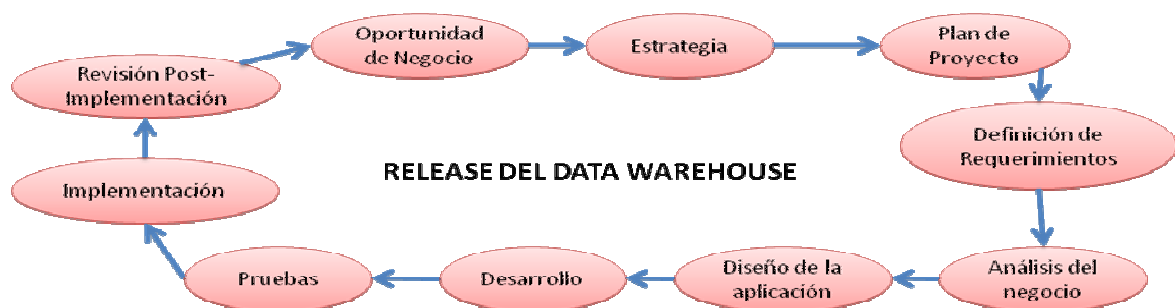 Oportunidad
de Negocio
Estrategia
Plan de
Proyecto
Definición de
Requerimientos
Análisis del
negocio
Diseño de la
aplicación
Desarrollo
Pruebas
Implementación
Revisión Post-
Implementación
RELEASE DEL DATA WAREHOUSE